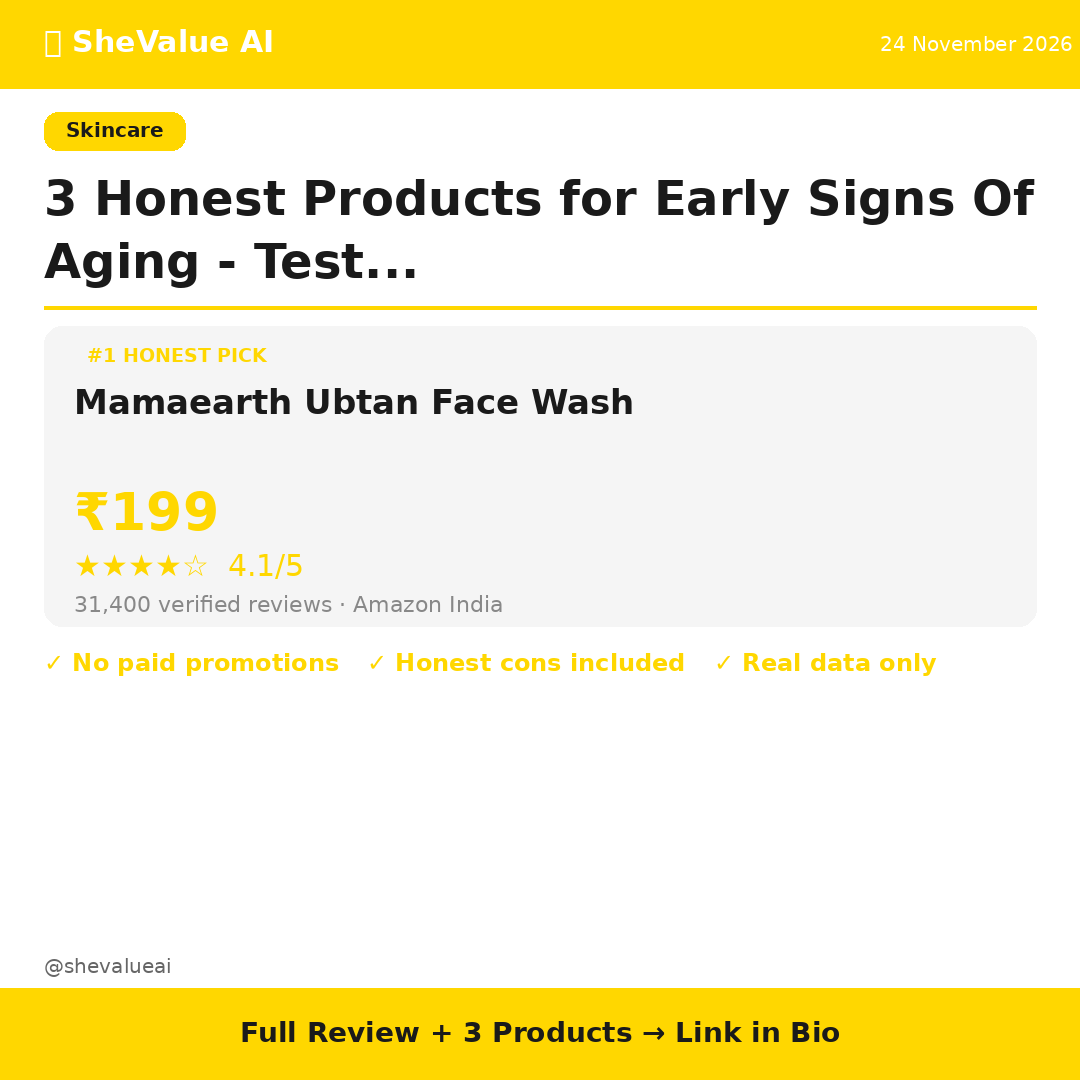 SheValue AI
24 November 2026
Skincare
3 Honest Products for Early Signs Of
Aging - Test...
#1 HONEST PICK
Mamaearth Ubtan Face Wash
₹199
★★★★☆ 4.1/5
31,400 verified reviews · Amazon India
✓ No paid promotions ✓ Honest cons included ✓ Real data only
@shevalueai
Full Review + 3 Products → Link in Bio